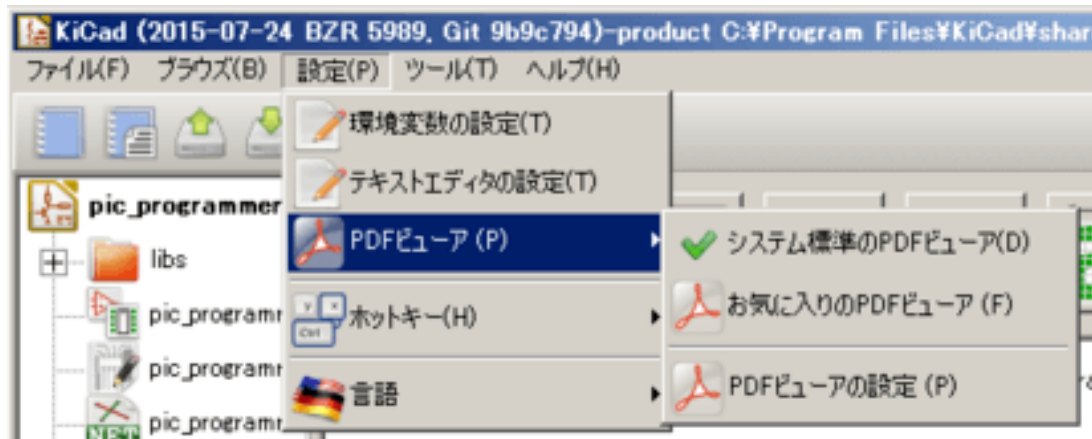 KiCad (2015-07-24 BZR 5989, Git 9b9c794)-product C:¥Program Files¥KiCad¥shar
ファイル(F) ブラウズ(B) 設定(P) ツール(T) ヘルプ(H)
環境変数の設定(T)
テキストエディタの設定(T)
PDFビューア (P)
ホットキー(H)
言語
システム標準のPDFビューア(D)
お気に入りのPDFビューア (F)
PDFビューアの設定 (P)
pic_programmer
libs
pic_programr
pic_programr
pic_programr
Y X
Ctrl
NET